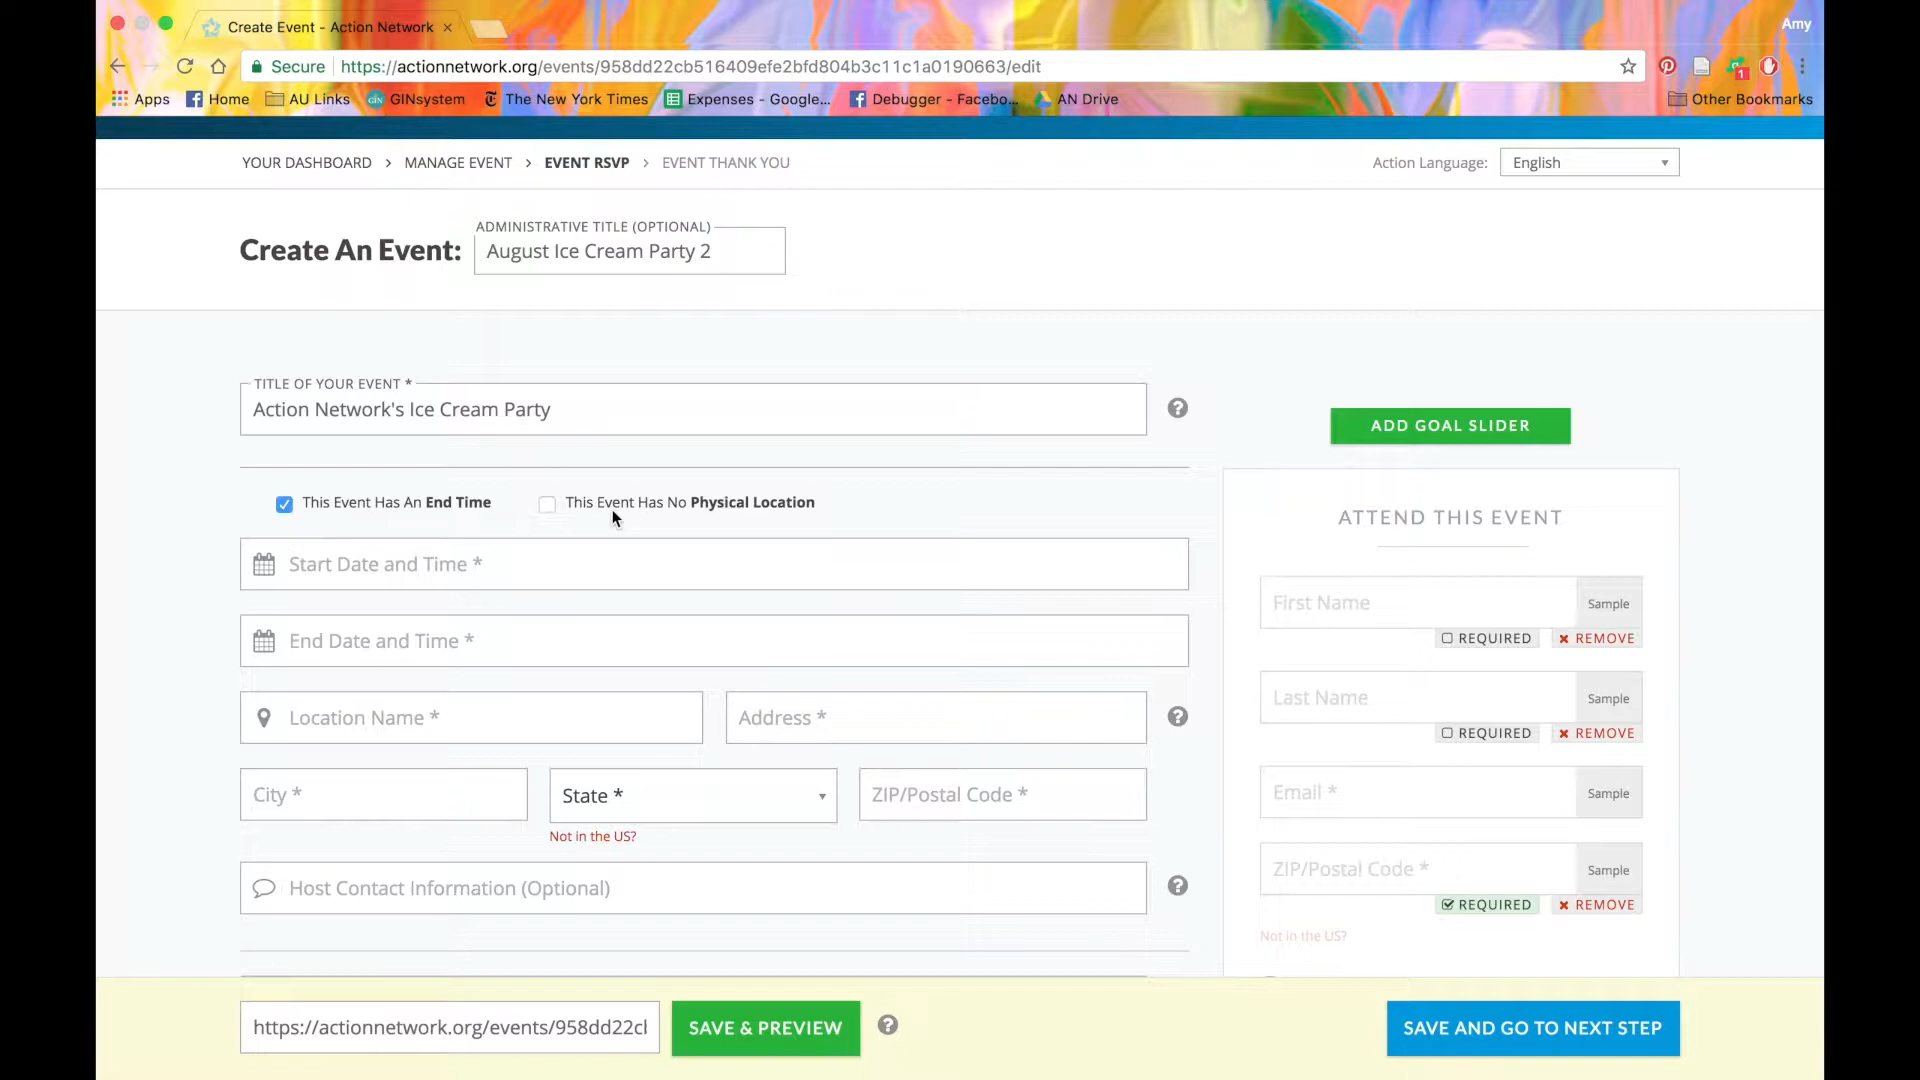 Create Event - Action Network ×
Amy
Secure https://actionnetwork.org/events/958dd22cb516409efe2bfd804b3c11c1a0190663/edit
1
Apps Home AU Links GIN GINsystem The New York Times Expenses - Google... Debugger - Facebo... AN Drive Other Bookmarks
YOUR DASHBOARD > MANAGE EVENT > EVENT RSVP > EVENT THANK YOU
Action Language: English
ADMINISTRATIVE TITLE (OPTIONAL)
Create An Event: August Ice Cream Party 2
TITLE OF YOUR EVENT *
Action Network's Ice Cream Party
?
ADD GOAL SLIDER
This Event Has An End Time This Event Has No Physical Location
Start Date and Time *
End Date and Time *
Location Name * Address *
?
City * State * ZIP/Postal Code *
Not in the US?
Host Contact Information (Optional)
?
ATTEND THIS EVENT
First Name Sample
REQUIRED × REMOVE
Last Name Sample
REQUIRED × REMOVE
Email * Sample
ZIP/Postal Code * Sample
REQUIRED × REMOVE
Not in the US?
https://actionnetwork.org/events/958dd22cl SAVE & PREVIEW ? SAVE AND GO TO NEXT STEP